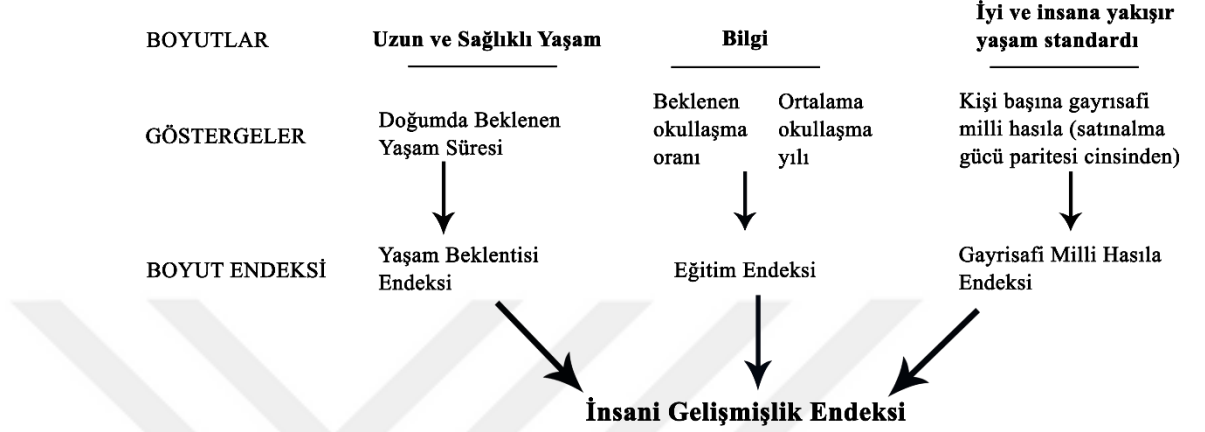 BOYUTLAR
Uzun ve Sağlıklı Yaşam
Bilgi
İyi ve insana yakışır
yaşam standardı
GÖSTERGELER
Doğumda Beklenen
Yaşam Süresi
Beklenen
okullaşma
oranı
Ortalama
okullaşma
yılı
Kişi başına gayrısafi
milli hasıla (satınalma
gücü paritesi cinsinden)
BOYUT ENDEKSİ
Yaşam Beklentisi
Endeksi
Eğitim Endeksi
Gayrisafi Milli Hasıla
Endeksi
İnsani Gelişmişlik Endeksi